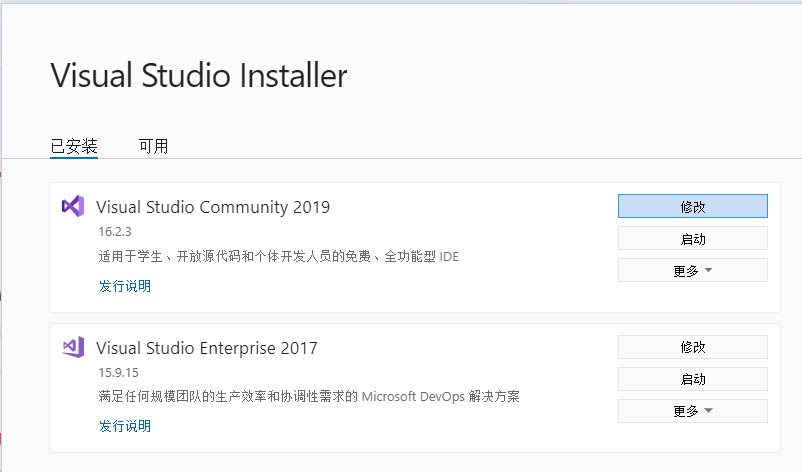 Visual Studio Installer
已安装 可用
Visual Studio Community 2019
修改
16.2.3
启动
适用于学生、开放源代码和个体开发人员的免费、全功能型 IDE
更多
发行说明
Visual Studio Enterprise 2017
修改
15.9.15
启动
满足任何规模团队的生产效率和协调性需求的 Microsoft DevOps 解决方案
更多
发行说明